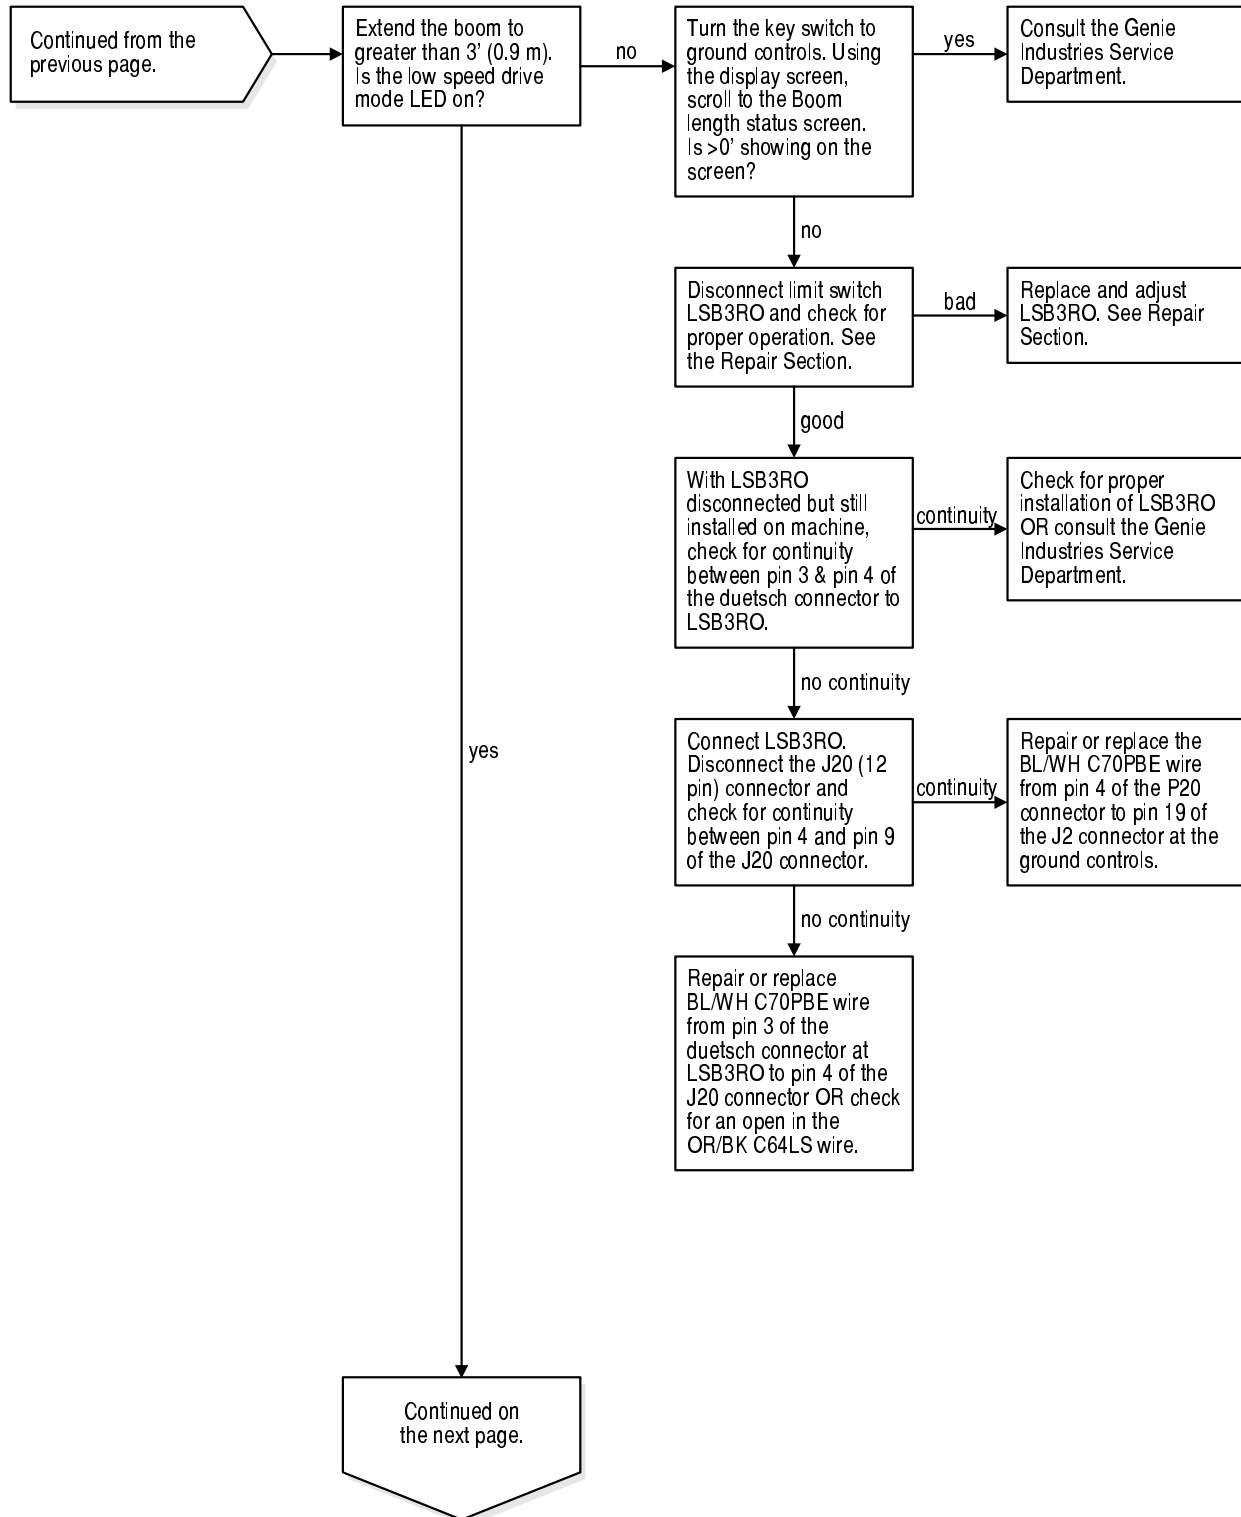 Continued from the
previous page.
Extend the boom to
greater than 3' (0.9 m).
Is the low speed drive
mode LED on?
no
Turn the key switch to
ground controls. Using
the display screen,
scroll to the Boom
length status screen.
Is >0' showing on the
screen?
yes
Consult the Genie
Industries Service
Department.
no
Disconnect limit switch
LSB3RO and check for
proper operation. See
the Repair Section.
bad
Replace and adjust
LSB3RO. See Repair
Section.
good
With LSB3RO
disconnected but still
installed on machine,
check for continuity
between pin 3 & pin 4 of
the duetsch connector to
LSB3RO.
continuity
Check for proper
installation of LSB3RO
OR consult the Genie
Industries Service
Department.
no continuity
yes
Connect LSB3RO.
Disconnect the J20 (12
pin) connector and
check for continuity
between pin 4 and pin 9
of the J20 connector.
continuity
Repair or replace the
BL/WH C70PBE wire
from pin 4 of the P20
connector to pin 19 of
the J2 connector at the
ground controls.
no continuity
Repair or replace
BL/WH C70PBE wire
from pin 3 of the
duetsch connector at
LSB3RO to pin 4 of the
J20 connector OR check
for an open in the
OR/BK C64LS wire.
Continued on
the next page.